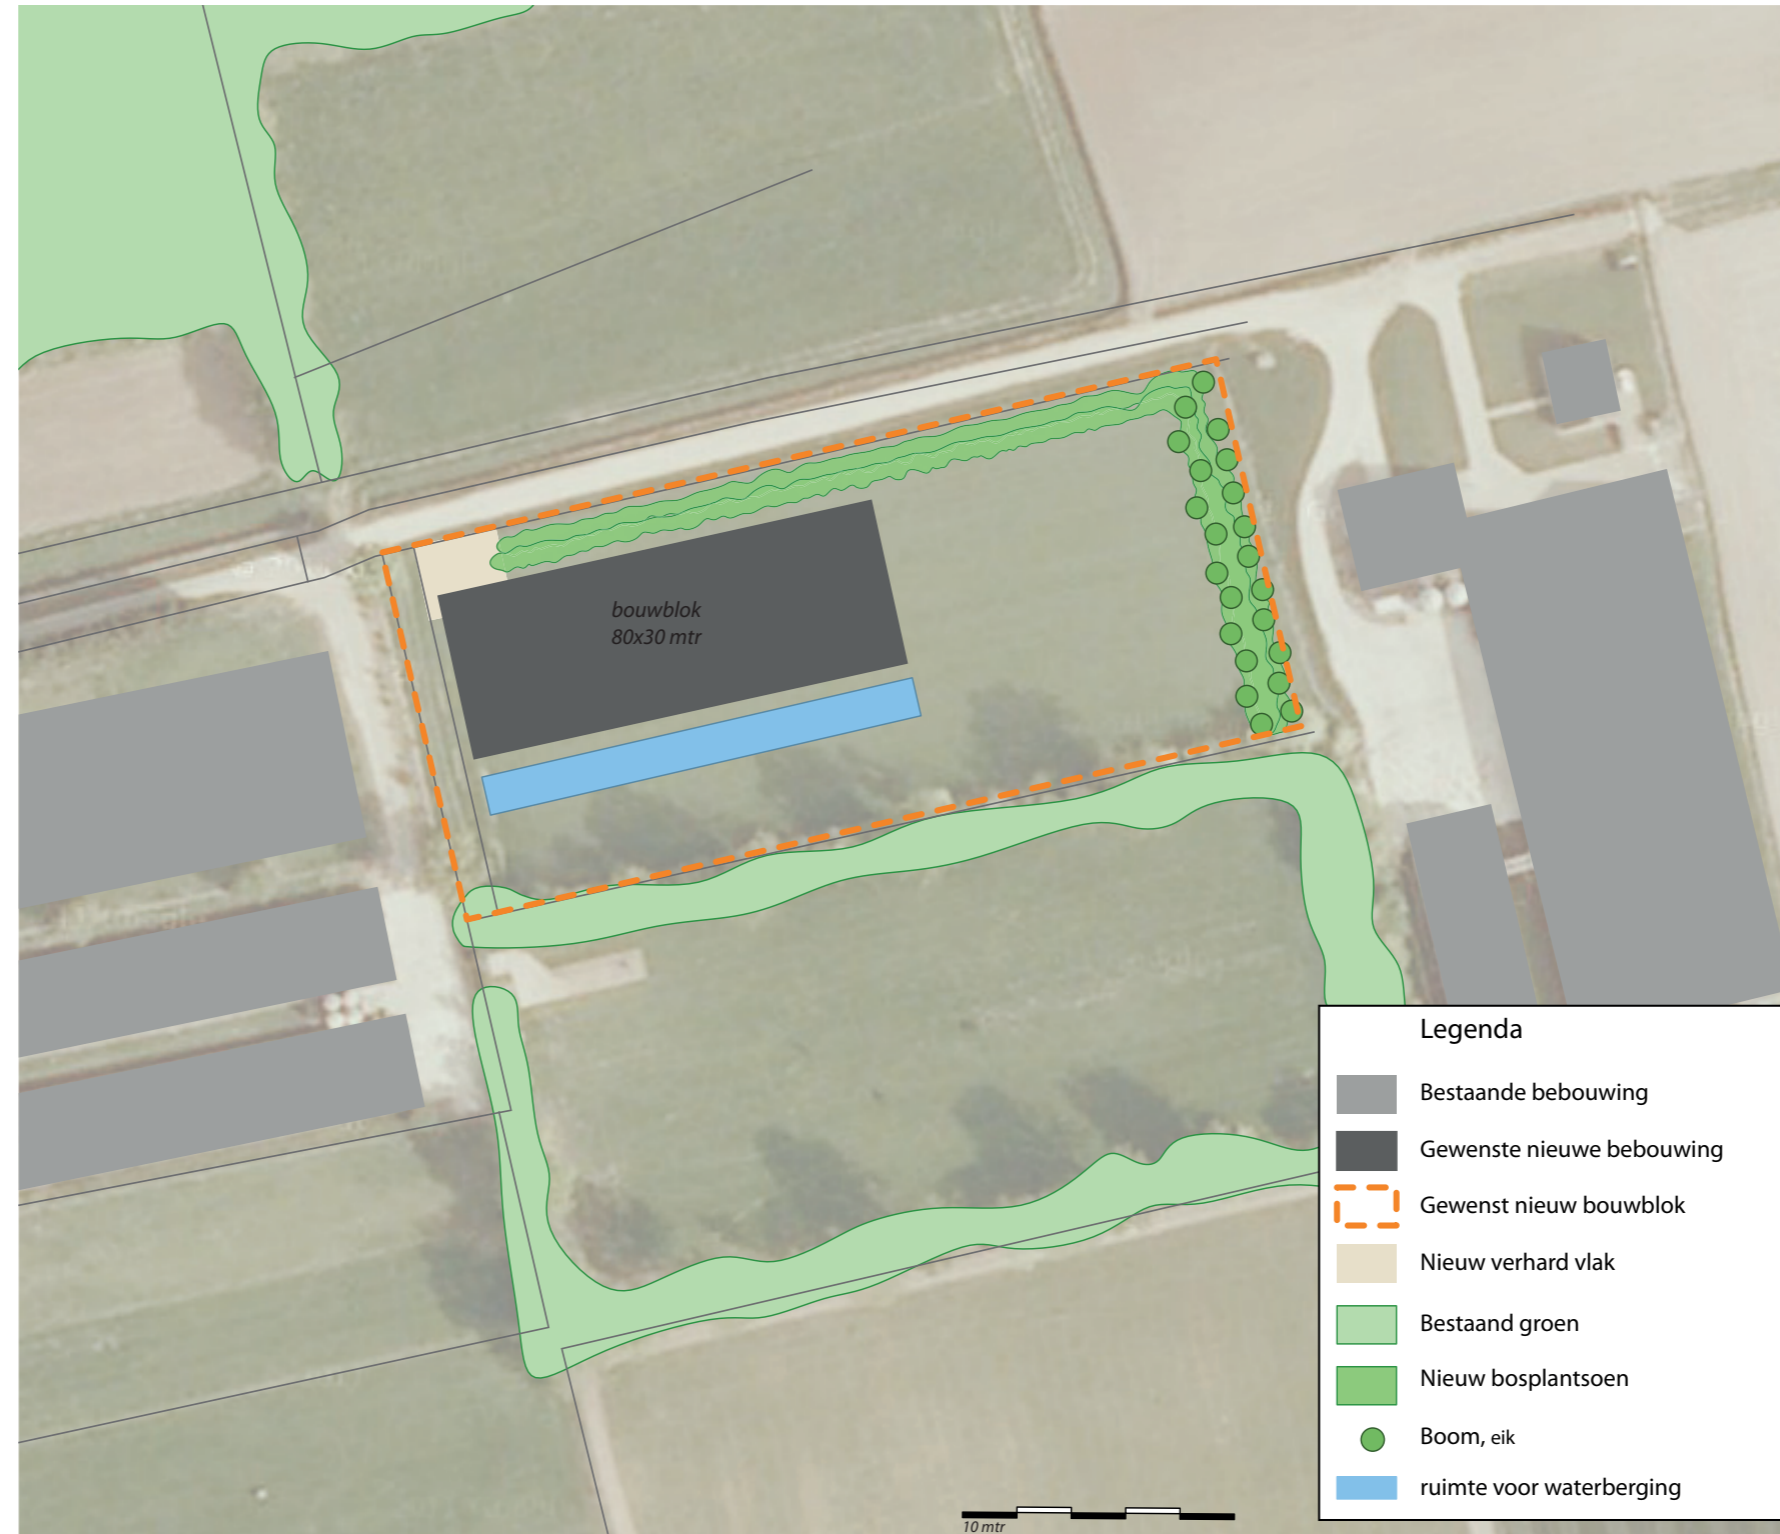 bouwblok
80x30 mtr
Legenda
Bestaande bebouwing
Gewenste nieuwe bebouwing
Gewenst nieuw bouwblok
Nieuw verhard vlak
Bestaand groen
Nieuw bosplantsoen
Boom, eik
ruimte voor waterberging
10 mtr